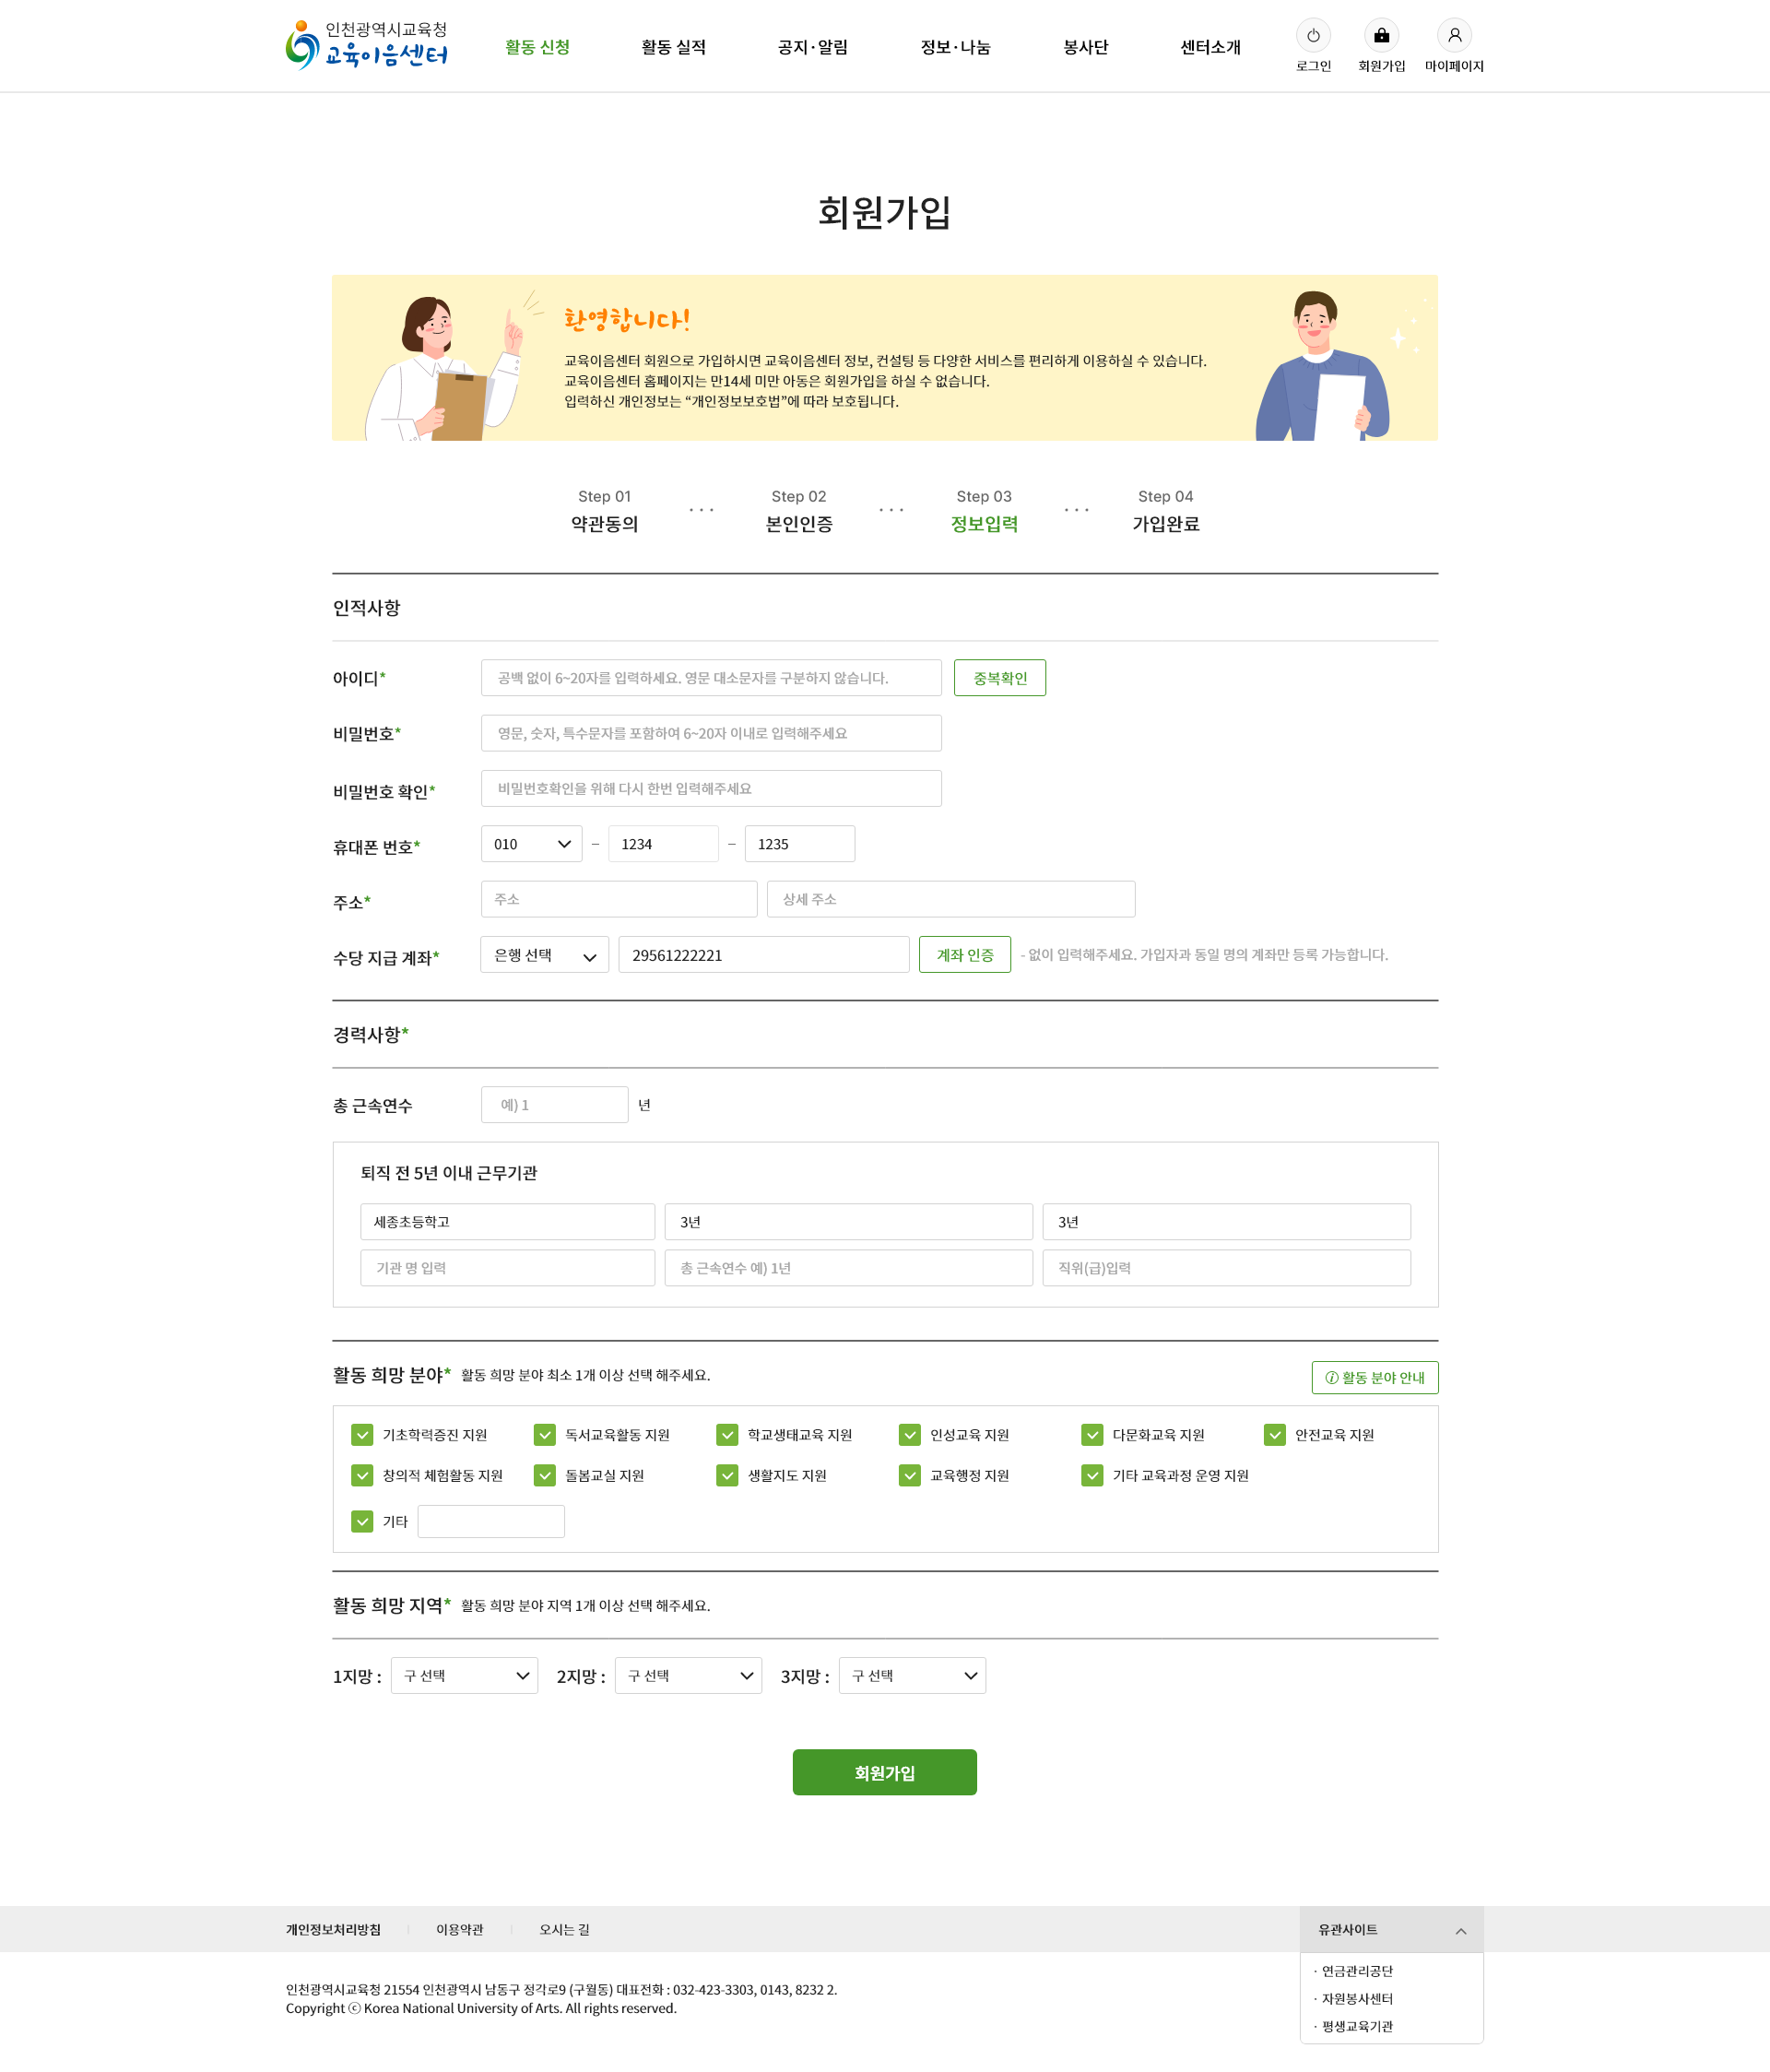 인천광역시교육청
교육이음센터
활동 신청 활동 실적 공지·알림 정보·나눔 봉사단 센터소개
로그인 회원가입 마이페이지
회원가입
환영합니다!
교육이음센터 회원으로 가입하시면 교육이음센터 정보, 컨설팅 등 다양한 서비스를 편리하게 이용하실 수 있습니다.
교육이음센터 홈페이지는 만14세 미만 아동은 회원가입을 하실 수 없습니다.
입력하신 개인정보는 “개인정보보호법”에 따라 보호됩니다.
Step 01 ... Step 02 ... Step 03 ... Step 04
약관동의 본인인증 정보입력 가입완료
인적사항
아이디* 공백 없이 6~20자를 입력하세요. 영문 대소문자를 구분하지 않습니다. 중복확인
비밀번호* 영문, 숫자, 특수문자를 포함하여 6~20자 이내로 입력해주세요
비밀번호 확인* 비밀번호확인을 위해 다시 한번 입력해주세요
휴대폰 번호* 010 – 1234 – 1235
주소* 주소 상세 주소
수당 지급 계좌* 은행 선택 29561222221 계좌 인증 - 없이 입력해주세요. 가입자과 동일 명의 계좌만 등록 가능합니다.
경력사항*
총 근속연수 예) 1 년
퇴직 전 5년 이내 근무기관
세종초등학고 3년 3년
기관 명 입력 총 근속연수 예) 1년 직위(급)입력
활동 희망 분야* 활동 희망 분야 최소 1개 이상 선택 해주세요. 활동 분야 안내
기초학력증진 지원 독서교육활동 지원 학교생태교육 지원 인성교육 지원 다문화교육 지원 안전교육 지원
창의적 체험활동 지원 돌봄교실 지원 생활지도 지원 교육행정 지원 기타 교육과정 운영 지원
기타
활동 희망 지역* 활동 희망 분야 지역 1개 이상 선택 해주세요.
1지망 : 구 선택 2지망 : 구 선택 3지망 : 구 선택
회원가입
개인정보처리방침 | 이용약관 | 오시는 길 유관사이트
· 연금관리공단
· 자원봉사센터
· 평생교육기관
인천광역시교육청 21554 인천광역시 남동구 정각로9 (구월동) 대표전화 : 032-423-3303, 0143, 8232 2.
Copyright ⓒ Korea National University of Arts. All rights reserved.